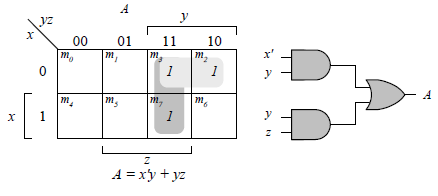 A
yz
x
y
00 01 11 10
m0 m1 m3 m2
0 1 1
m4 m5 m7 m6
x 1 1
z
A = x'y + yz
x'
y
y
z
A